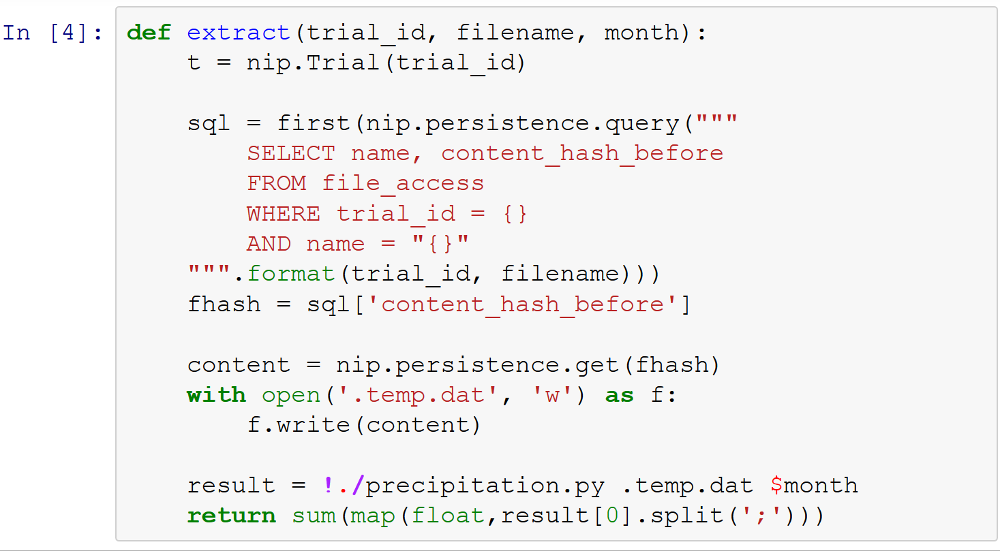 In [4]: def extract(trial_id, filename, month):
    t = nip.Trial(trial_id)

    sql = first(nip.persistence.query("""
        SELECT name, content_hash_before
        FROM file_access
        WHERE trial_id = {}
        AND name = "{}"
    """.format(trial_id, filename)))
    fhash = sql['content_hash_before']

    content = nip.persistence.get(fhash)
    with open('.temp.dat', 'w') as f:
        f.write(content)

    result = !./precipitation.py .temp.dat $month
    return sum(map(float,result[0].split(';')))